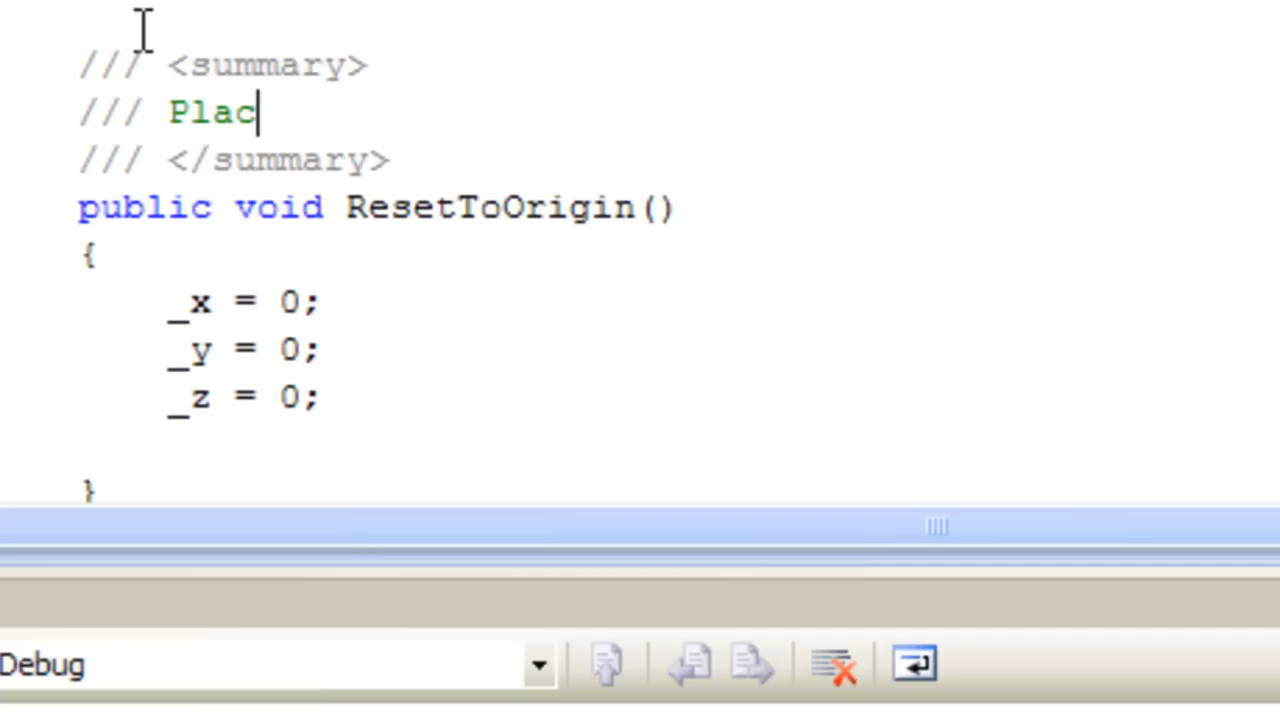 /// <summary>
/// Plac
/// </summary>
public void ResetToOrigin()
{
_x = 0;
_y = 0;
_z = 0;
}
Debug